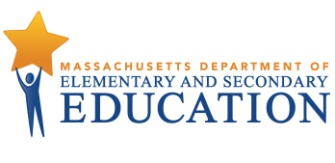 MASSACHUSETTS DEPARTMENT OF
ELEMENTARY AND SECONDARY
EDUCATION